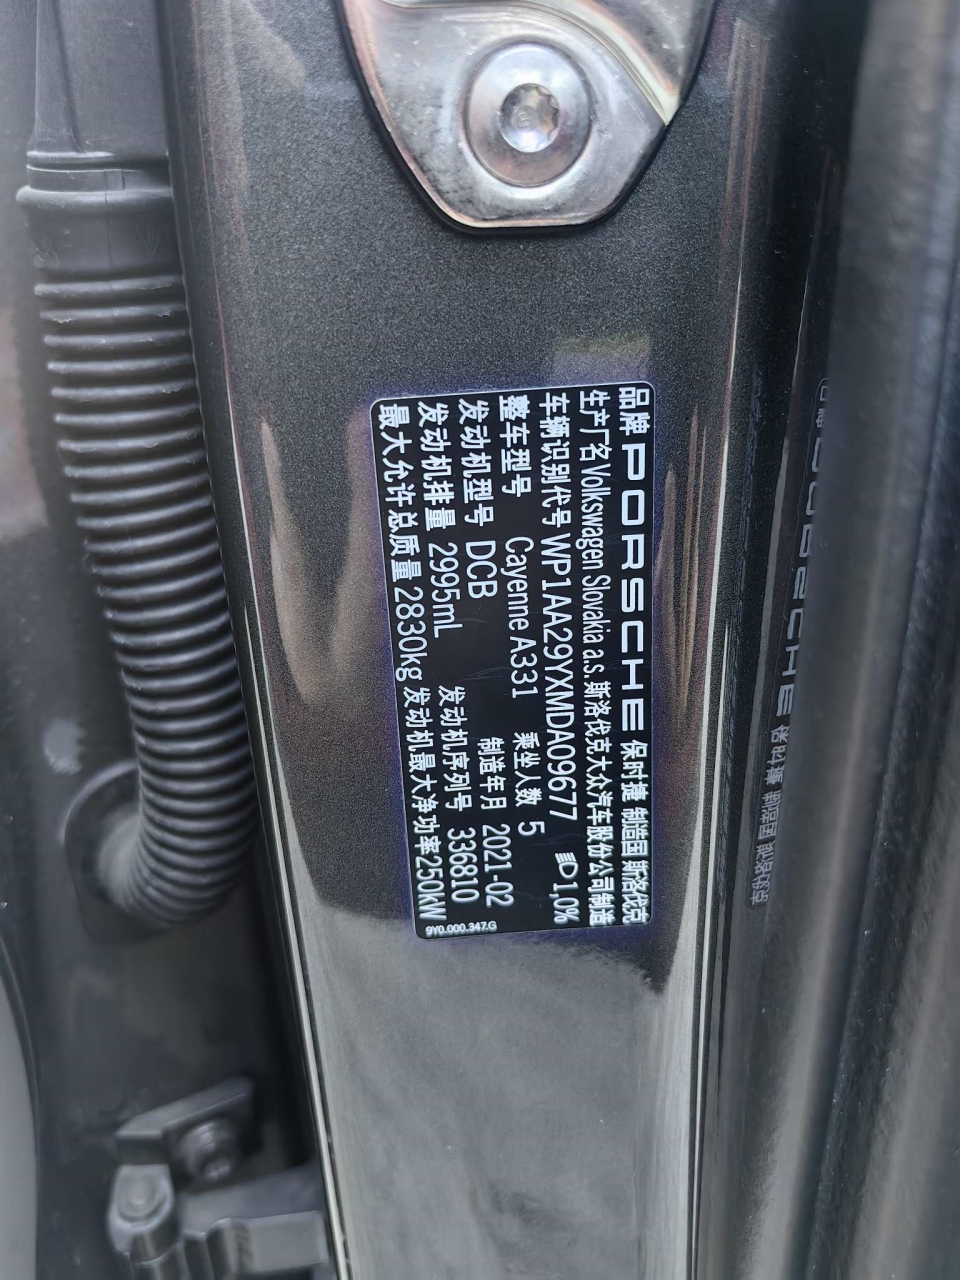 品牌 PORSCHE 保时捷 制造国 斯洛伐克
生产厂名 Volkswagen Slovakia a.s. 斯洛伐克大众汽车股份公司制造
车辆识别代号 WP1AA29YXMDA09677 1,0%
整车型号 Cayenne A331 乘坐人数 5
发动机型号 DCB 制造年月 2021-02
发动机排量 2995mL 发动机序列号 336810
最大允许总质量 2830kg 发动机最大净功率250kW
9Y0.000.347.G